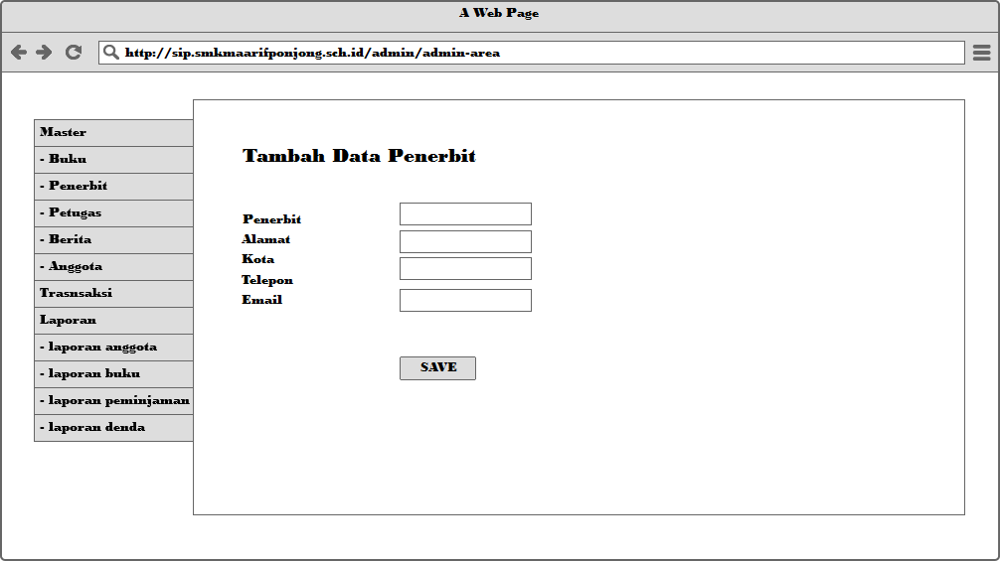 A Web Page
http://sip.smkmaarifponjong.sch.id/admin/admin-area
Master
- Buku
- Penerbit
- Petugas
- Berita
- Anggota
Trasnsaksi
Laporan
- laporan anggota
- laporan buku
- laporan peminjaman
- laporan denda
Tambah Data Penerbit
Penerbit
Alamat
Kota
Telepon
Email
SAVE